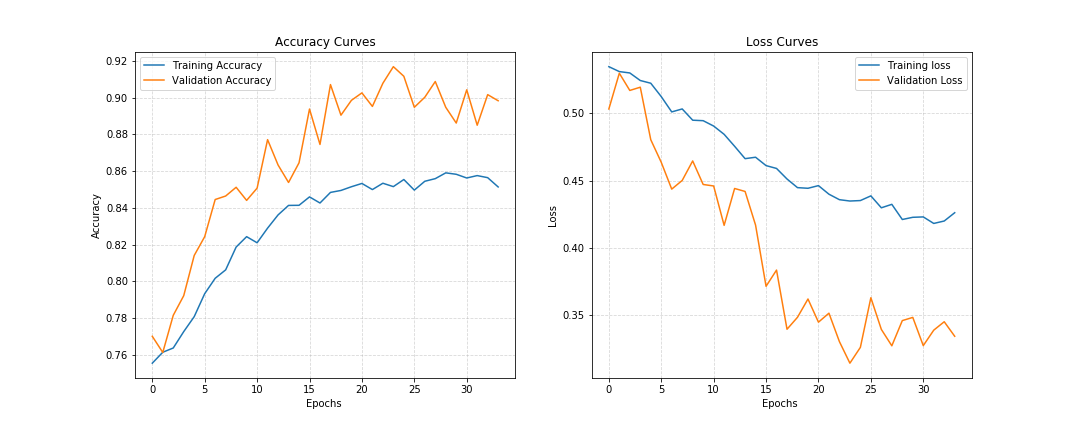 Accuracy Curves
Training Accuracy
Validation Accuracy
0.92
0.90
0.88
0.86
0.84
0.82
0.80
0.78
0.76
Accuracy
0 5 10 15 20 25 30
Epochs
Loss Curves
Training loss
Validation Loss
0.50
0.45
0.40
0.35
Loss
0 5 10 15 20 25 30
Epochs